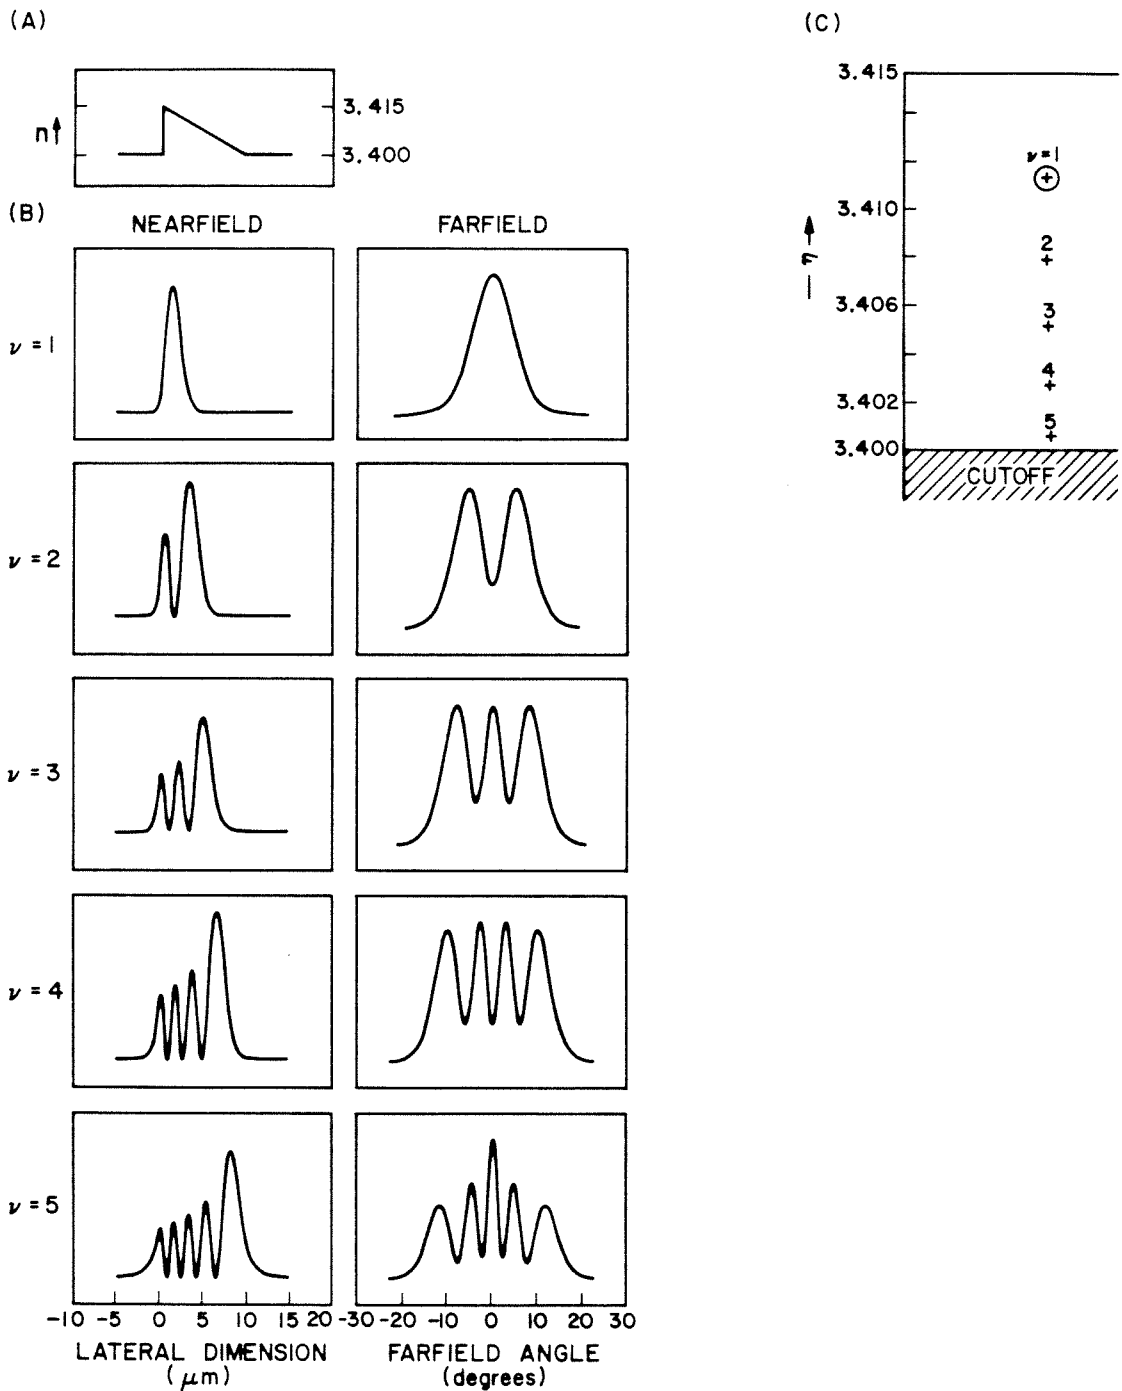 (A)
n↑
3.415
3.400
(B)
NEARFIELD
FARFIELD
ν = 1
ν = 2
ν = 3
ν = 4
ν = 5
-10 -5 0 5 10 15 20
-30 -20 -10 0 10 20 30
LATERAL DIMENSION
(μm)
FARFIELD ANGLE
(degrees)
(C)
3.415
3.410
3.406
3.402
3.400
— η →
ν=1
2
3
4
5
CUTOFF